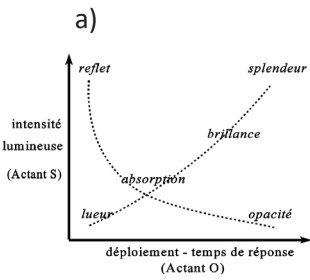 a)
reflet splendeur
intensité
lumineuse
(Actant S)
brillance
absorption
lueur opacité
déploiement - temps de réponse
(Actant O)